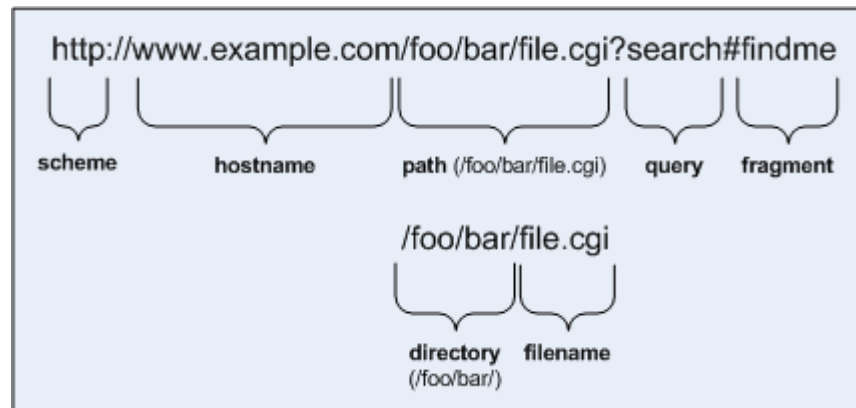 http://www.example.com/foo/bar/file.cgi?search#findme
scheme hostname path (/foo/bar/file.cgi) query fragment
/foo/bar/file.cgi
directory filename
(/foo/bar/)